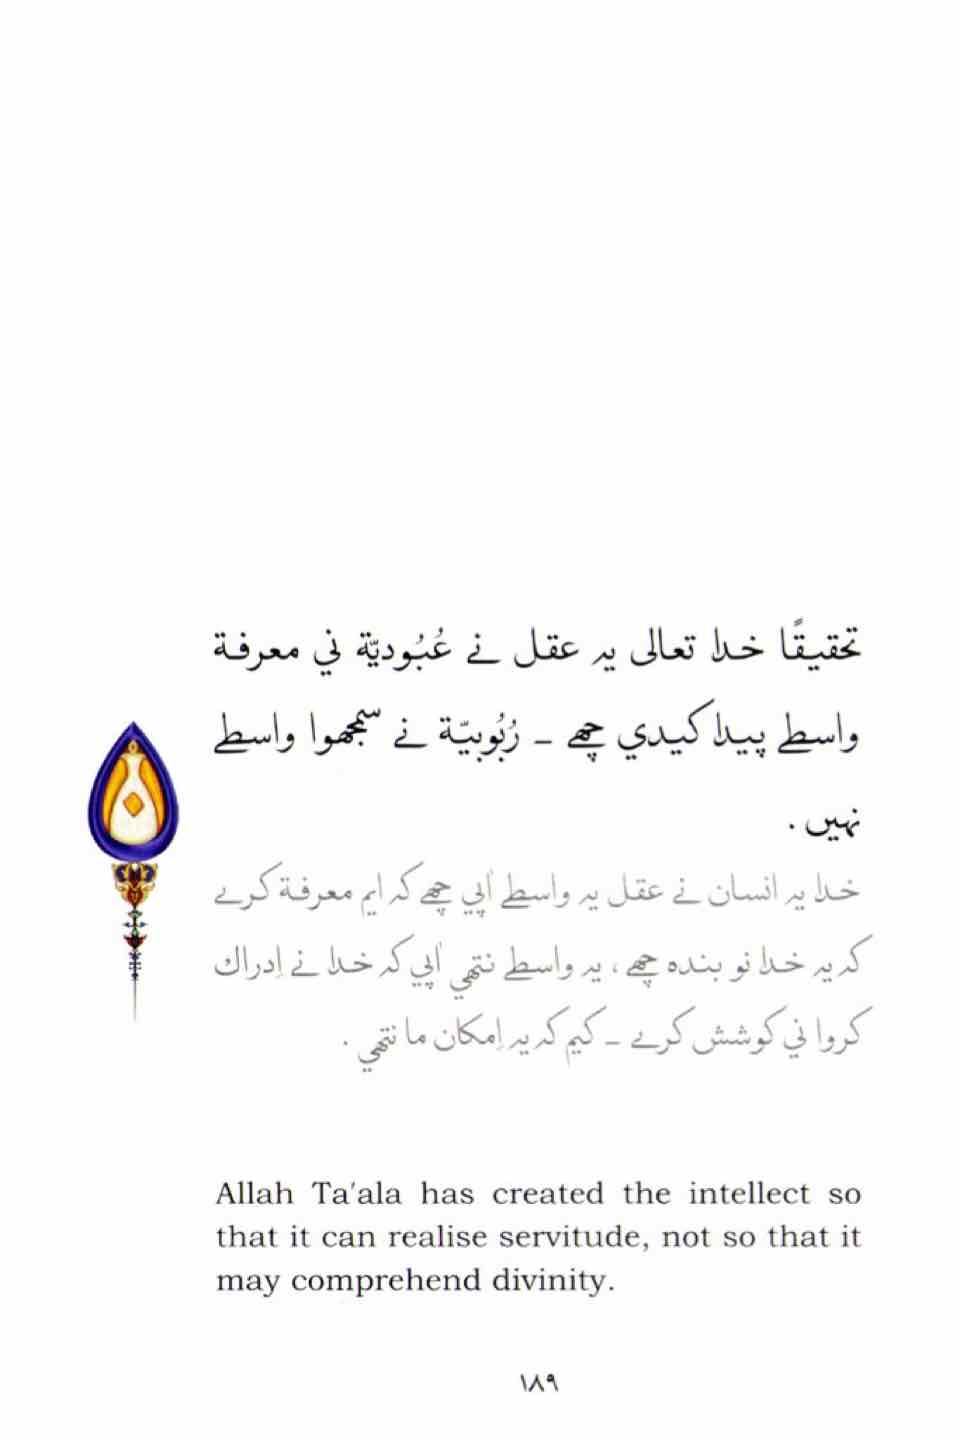 تحقيقًا خدا تعالى يہ عقل نے عُبُوديّة ني معرفة
واسطے پيدا كيدي چھے ـ رُبُوبيّة نے سمجھوا واسطے
نہيں .
خدا يہ انسان نے عقل يہ واسطے اٰپي چھے كہ ايم معرفة كرے
كہ يہ خدا نو بندہ چھے ، يہ واسطے نتھي اٰپي كہ خدا نے اِدراك
كروا ني كوشش كرے ـ كيم كہ يہ اِمكان ما نتھي .
Allah Ta'ala has created the intellect so
that it can realise servitude, not so that it
may comprehend divinity.
١٨٩